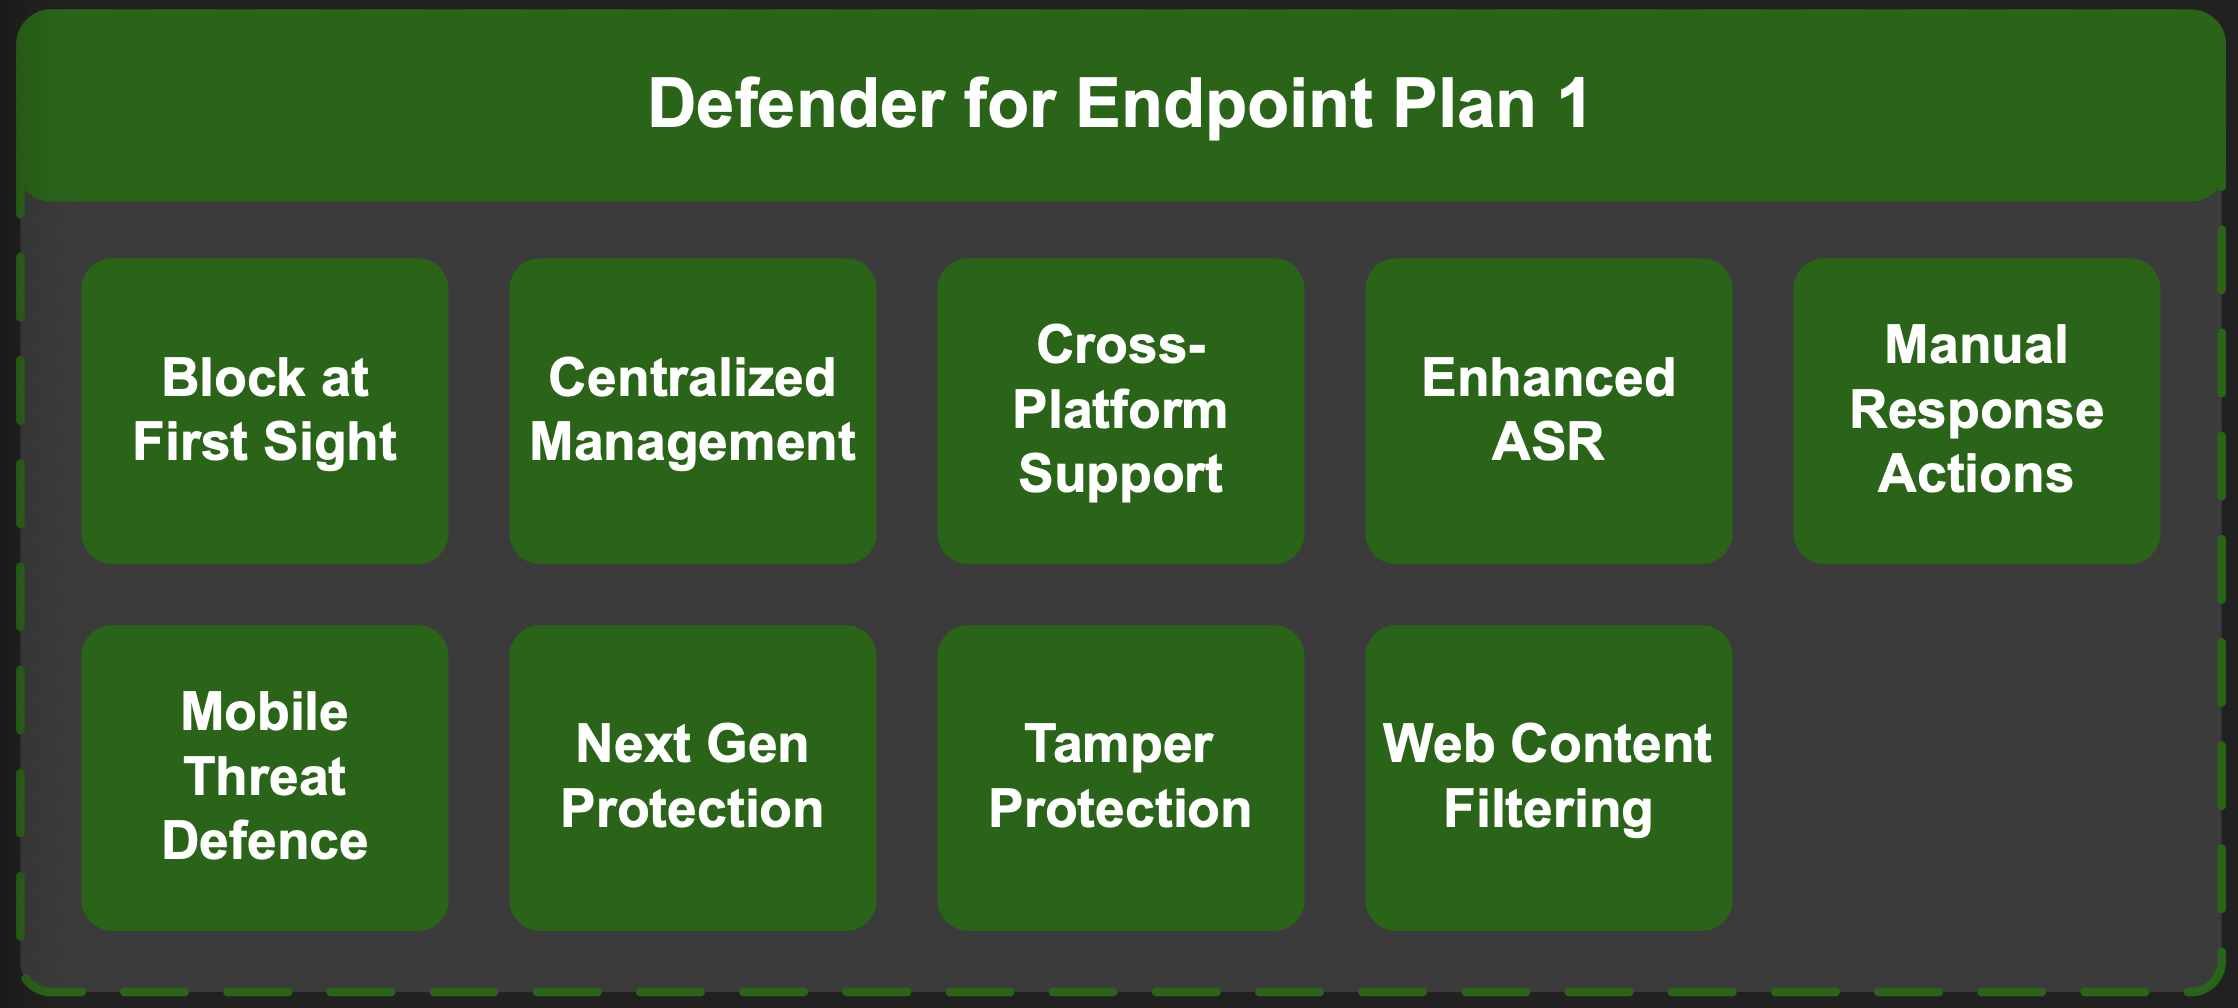 Defender for Endpoint Plan 1
Block at
First Sight
Centralized
Management
Cross-
Platform
Support
Enhanced
ASR
Manual
Response
Actions
Mobile
Threat
Defence
Next Gen
Protection
Tamper
Protection
Web Content
Filtering